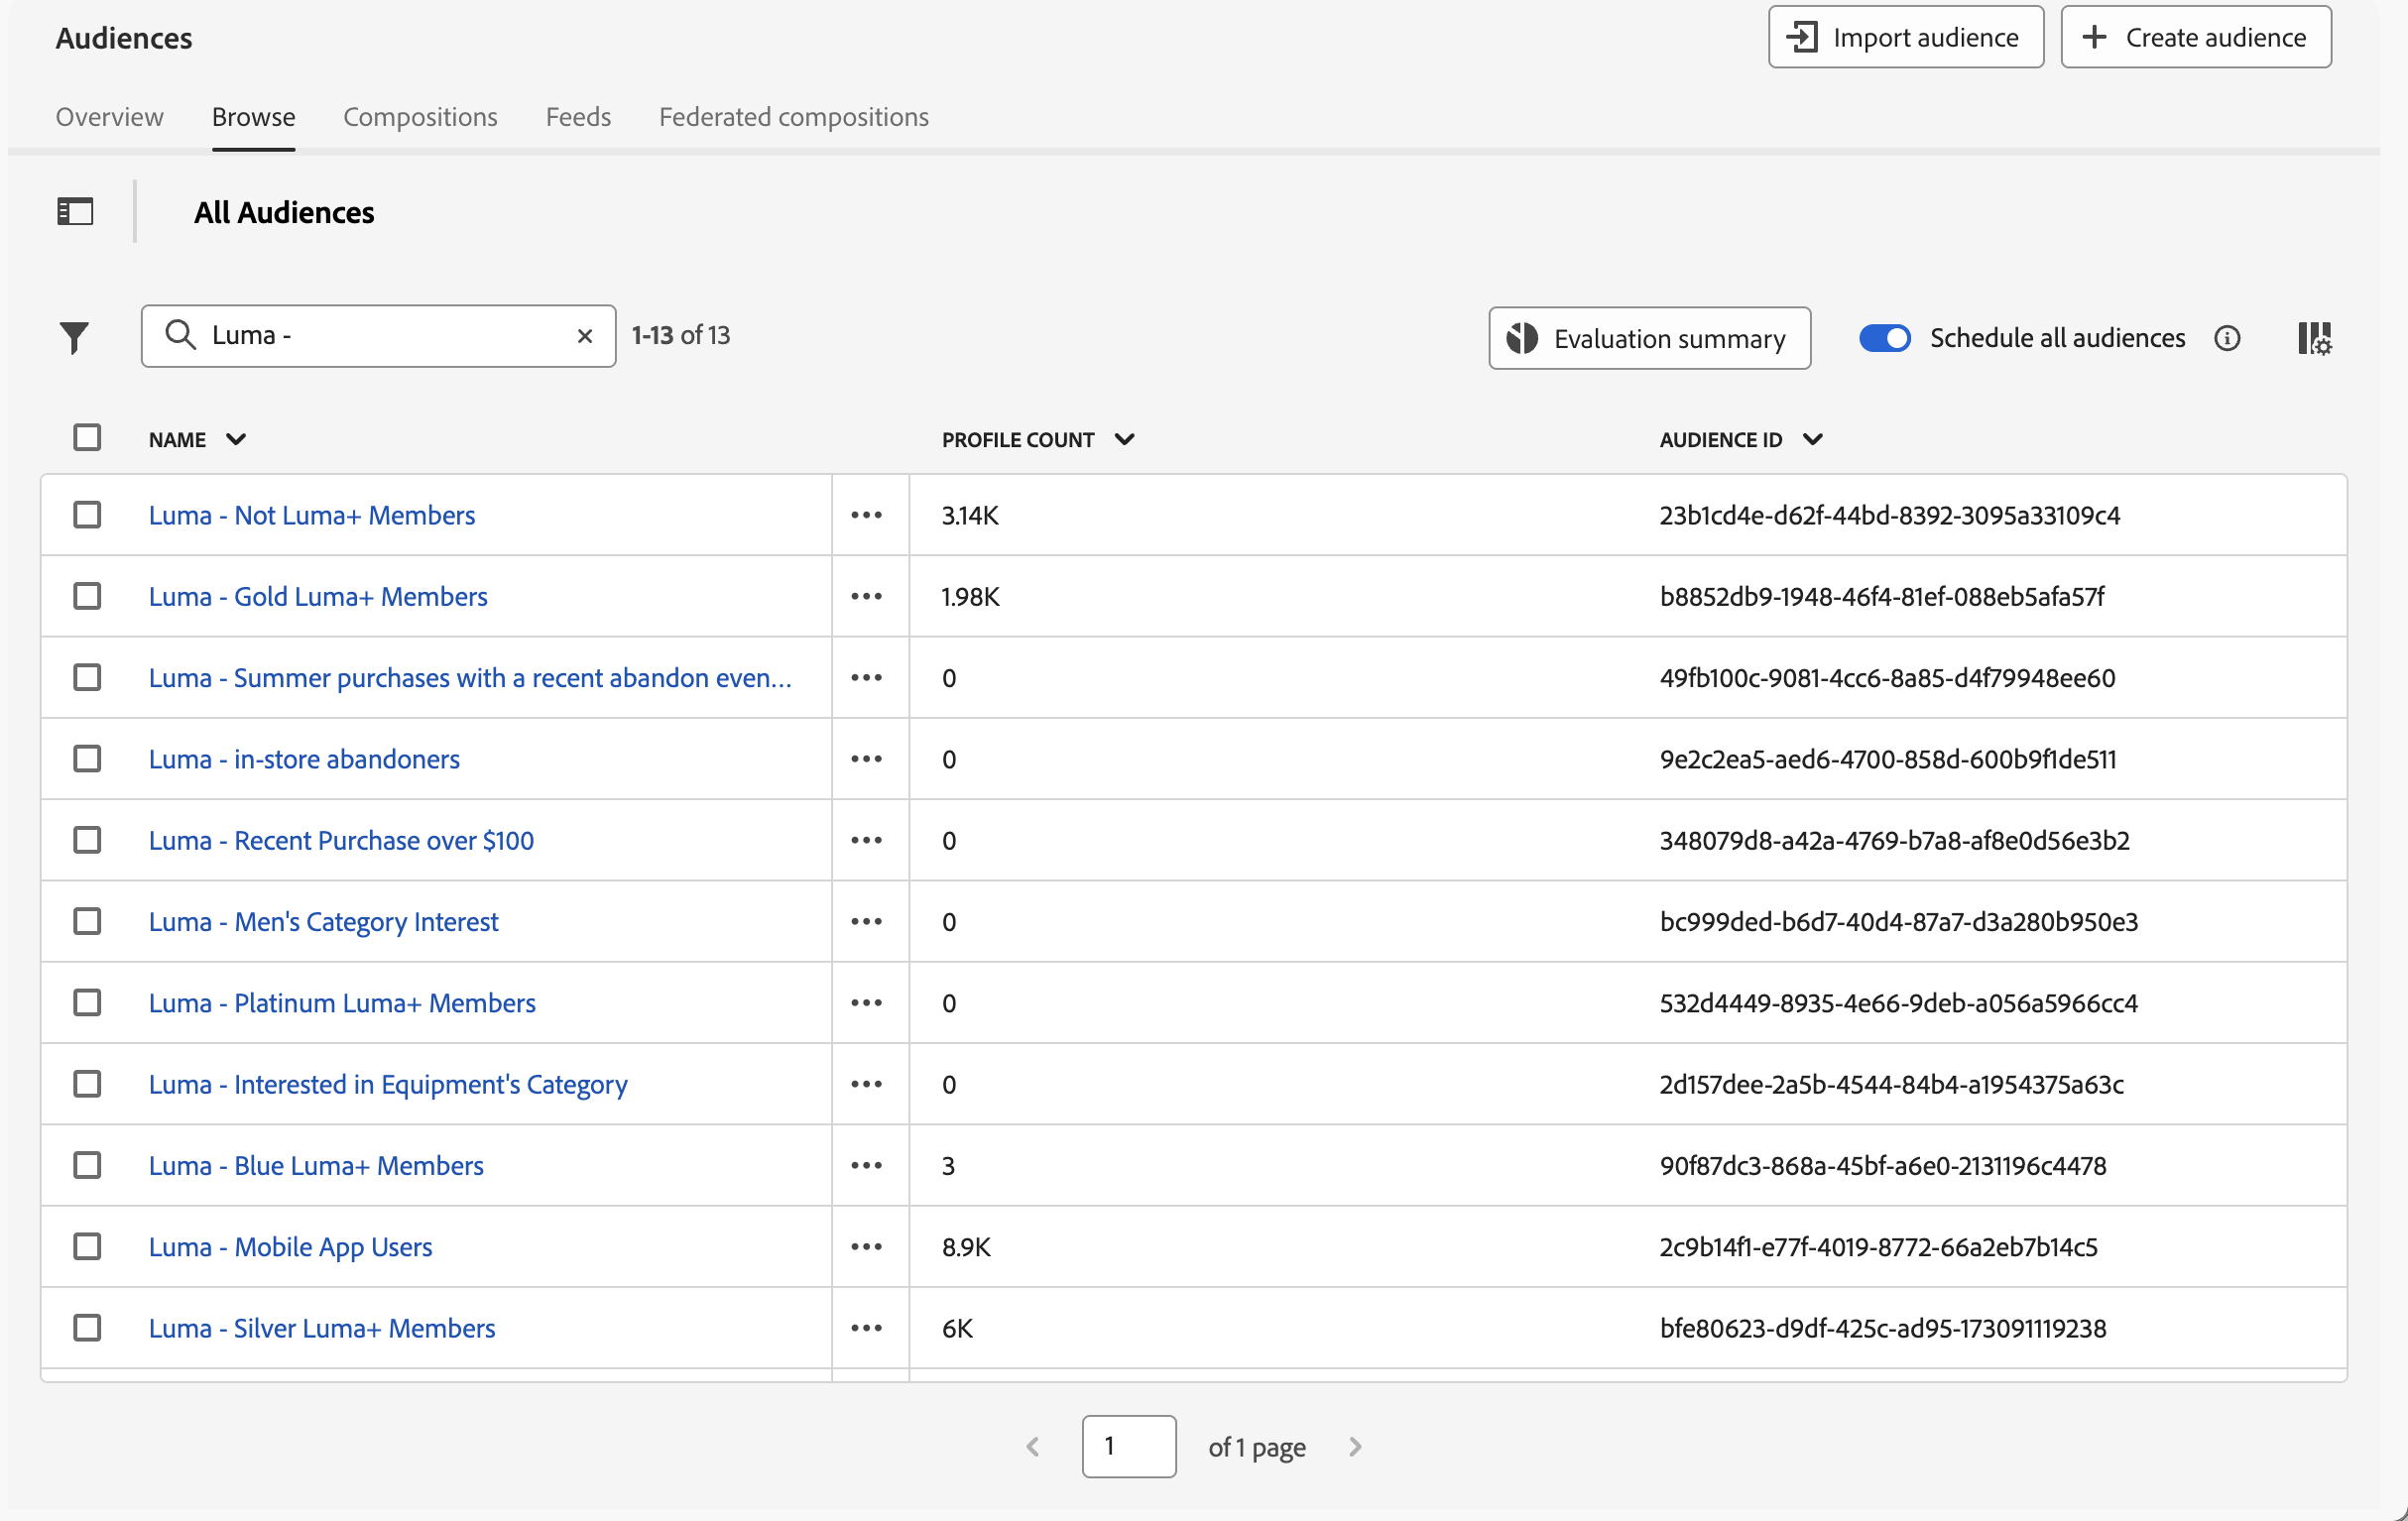 Audiences
Import audience
Create audience
Overview Browse Compositions Feeds Federated compositions
All Audiences
Luma -
1-13 of 13
Evaluation summary
Schedule all audiences
NAME PROFILE COUNT AUDIENCE ID
Luma - Not Luma+ Members 3.14K 23b1cd4e-d62f-44bd-8392-3095a33109c4
Luma - Gold Luma+ Members 1.98K b8852db9-1948-46f4-81ef-088eb5afa57f
Luma - Summer purchases with a recent abandon even... 0 49fb100c-9081-4cc6-8a85-d4f79948ee60
Luma - in-store abandoners 0 9e2c2ea5-aed6-4700-858d-600b9f1de511
Luma - Recent Purchase over $100 0 348079d8-a42a-4769-b7a8-af8e0d56e3b2
Luma - Men's Category Interest 0 bc999ded-b6d7-40d4-87a7-d3a280b950e3
Luma - Platinum Luma+ Members 0 532d4449-8935-4e66-9deb-a056a5966cc4
Luma - Interested in Equipment's Category 0 2d157dee-2a5b-4544-84b4-a1954375a63c
Luma - Blue Luma+ Members 3 90f87dc3-868a-45bf-a6e0-2131196c4478
Luma - Mobile App Users 8.9K 2c9b14f1-e77f-4019-8772-66a2eb7b14c5
Luma - Silver Luma+ Members 6K bfe80623-d9df-425c-ad95-173091119238
1 of 1 page